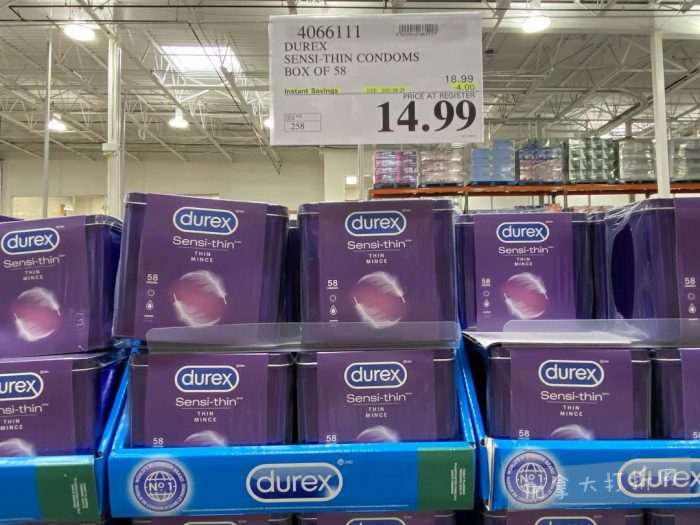 4066111
DUREX
SENSI-THIN CONDOMS
BOX OF 58
18.99
Instant Savings
-4.00
PRICE AT REGISTER
258
14.99
durex
Sensi-thin
THIN
MINCE
durex
Sensi-thin
THIN
MINCE
58
durex
Sensi-thin
THIN
MINCE
58
durex
Sensi-thin
THIN
MINCE
58
durex
Sensi-thin
THIN
MINCE
durex
Sensi-thin
THIN
MINCE
58
durex
Sensi-thin
THIN
MINCE
58
durex
Sensi-thin
THIN
MINCE
58
Nº1
durex
Nº1
durex